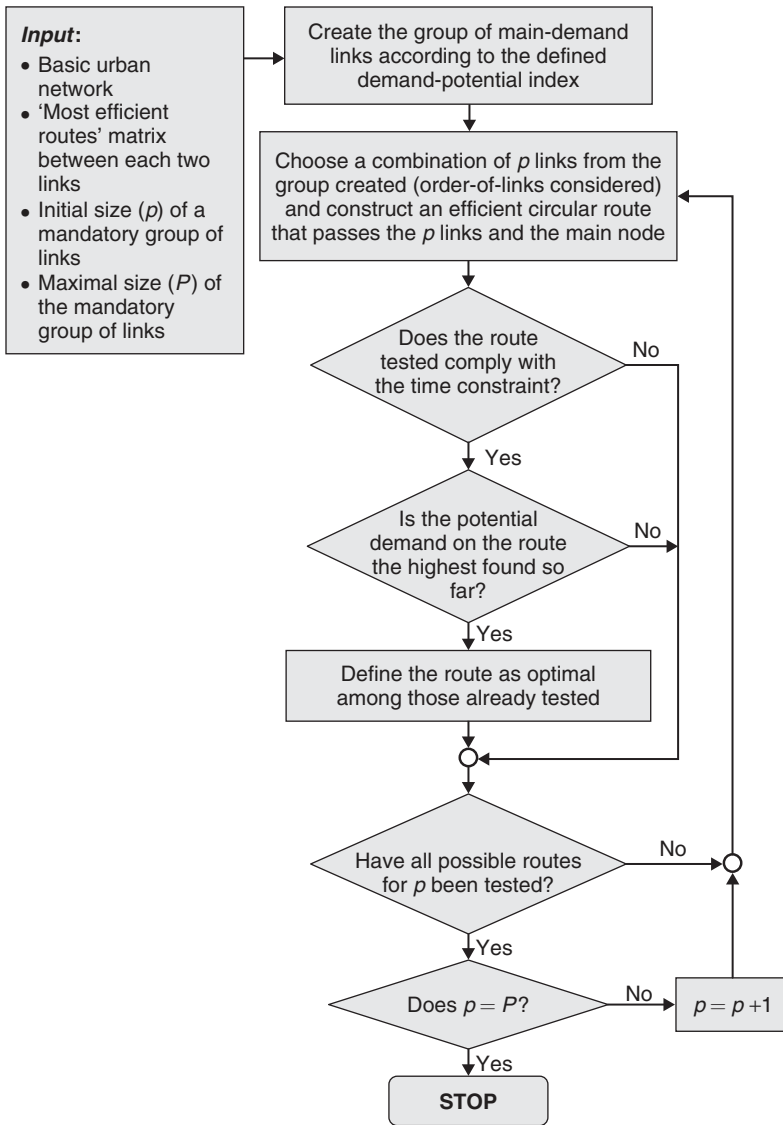 Input:
• Basic urban
network
• 'Most efficient
routes' matrix
between each two
links
• Initial size (p) of a
mandatory group of
links
• Maximal size (P) of
the mandatory
group of links
Create the group of main-demand
links according to the defined
demand-potential index
Choose a combination of p links from the
group created (order-of-links considered)
and construct an efficient circular route
that passes the p links and the main node
Does the route
tested comply with
the time constraint?
No
Yes
Is the potential
demand on the route
the highest found so
far?
No
Yes
Define the route as optimal
among those already tested
Have all possible routes
for p been tested?
No
Yes
Does p = P?
No
p = p +1
Yes
STOP